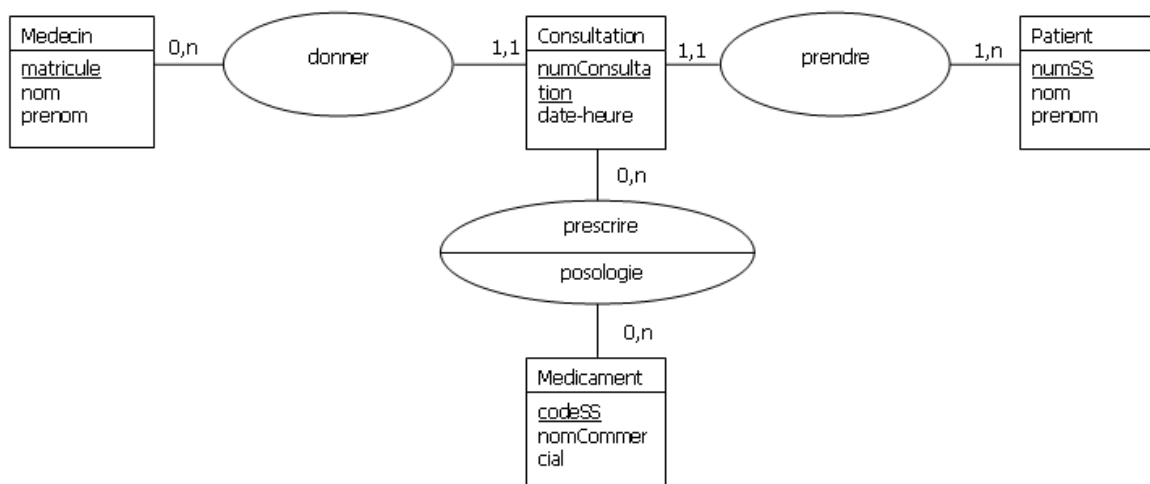 Medecin
matricule
nom
prenom
0,n
donner
1,1
Consultation
numConsulta
tion
date-heure
1,1
prendre
1,n
Patient
numSS
nom
prenom
0,n
prescrire
posologie
0,n
Medicament
codeSS
nomCommer
cial